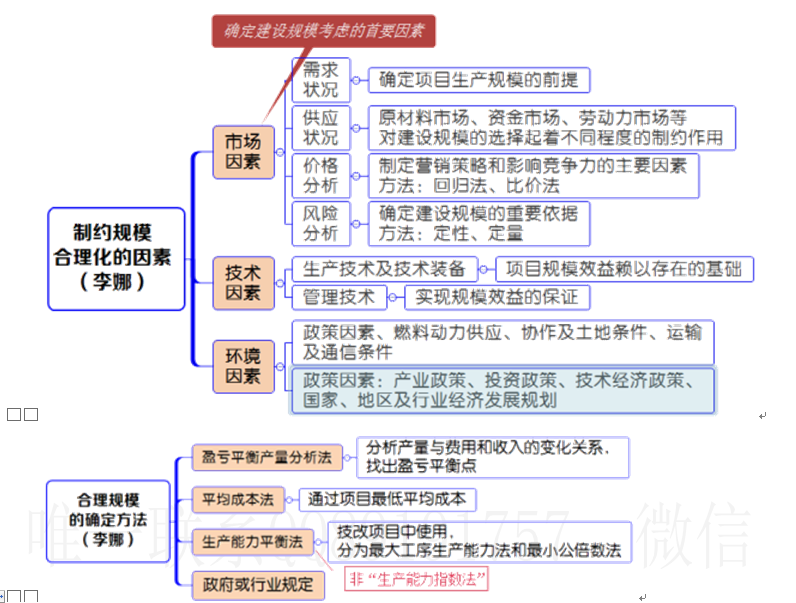 确定建设规模考虑的首要因素
需求
状况
确定项目生产规模的前提
供应
状况
原材料市场、资金市场、劳动力市场等
对建设规模的选择起着不同程度的制约作用
市场
因素
价格
分析
制定营销策略和影响竞争力的主要因素
方法：回归法、比价法
风险
分析
确定建设规模的重要依据
方法：定性、定量
制约规模
合理化的因素
（李娜）
技术
因素
生产技术及技术装备
项目规模效益赖以存在的基础
管理技术
实现规模效益的保证
环境
因素
政策因素、燃料动力供应、协作及土地条件、运输
及通信条件
政策因素：产业政策、投资政策、技术经济政策、
国家、地区及行业经济发展规划
盈亏平衡产量分析法
分析产量与费用和收入的变化关系，
找出盈亏平衡点
合理规模
的确定方法
（李娜）
平均成本法
通过项目最低平均成本
生产能力平衡法
技改项目中使用，
分为最大工序生产能力法和最小公倍数法
非“生产能力指数法”
政府或行业规定